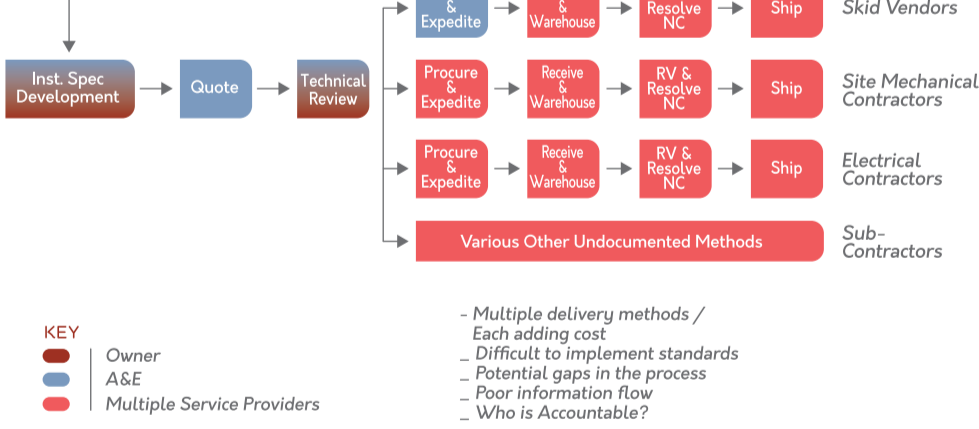 &
Expedite
&
Warehouse
Resolve
NC
Ship
Skid Vendors
Inst. Spec
Development
Quote
Technical
Review
Procure
&
Expedite
Receive
&
Warehouse
RV &
Resolve
NC
Ship
Site Mechanical
Contractors
Procure
&
Expedite
Receive
&
Warehouse
RV &
Resolve
NC
Ship
Electrical
Contractors
Various Other Undocumented Methods
Sub-
Contractors
KEY
Owner
A&E
Multiple Service Providers
- Multiple delivery methods /
Each adding cost
_ Difficult to implement standards
_ Potential gaps in the process
_ Poor information flow
_ Who is Accountable?